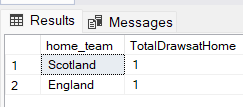 Results Messages
home_team TotalDrawsatHome
1 Scotland 1
2 England 1